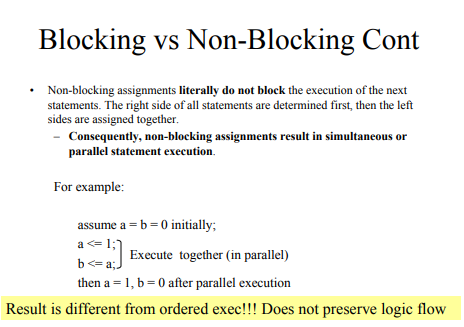 Blocking vs Non-Blocking Cont
• Non-blocking assignments literally do not block the execution of the next
statements. The right side of all statements are determined first, then the left
sides are assigned together.
– Consequently, non-blocking assignments result in simultaneous or
parallel statement execution.
For example:
assume a = b = 0 initially;
a <= 1;
b <= a;
Execute together (in parallel)
then a = 1, b = 0 after parallel execution
Result is different from ordered exec!!! Does not preserve logic flow